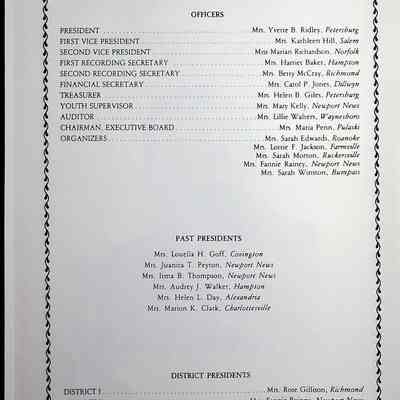 OFFICERS
PRESIDENT Mrs. Yvette B. Ridley, Petersburg
FIRST VICE PRESIDENT Mrs. Kathleen Hill, Salem
SECOND VICE PRESIDENT Miss Marian Richardson, Norfolk
FIRST RECORDING SECRETARY Mrs. Harriet Baker, Hampton
SECOND RECORDING SECRETARY Mrs. Betty McCray, Richmond
FINANCIAL SECRETARY Mrs. Carol P. Jones, Dillwyn
TREASURER Mrs. Helen B. Giles, Petersburg
YOUTH SUPERVISOR Mrs. Mary Kelly, Newport News
AUDITOR Mrs. Lillie Walters, Waynesboro
CHAIRMAN, EXECUTIVE BOARD Mrs. Maria Penn, Pulaski
ORGANIZERS Mrs. Sarah Edwards, Roanoke
Mrs. Lottie F. Jackson, Farmville
Mrs. Sarah Morton, Ruckersville
Mrs. Fannie Rainey, Newport News
Mrs. Sarah Winston, Bumpass
PAST PRESIDENTS
Mrs. Louella H. Goff, Covington
Mrs. Juanita T. Peyton, Newport News
Mrs. Irma B. Thompson, Newport News
Mrs. Audrey J. Walker, Hampton
Mrs. Helen L. Day, Alexandria
Mrs. Marion K. Clark, Charlottesville
DISTRICT PRESIDENTS
DISTRICT I Mrs. Rose Gillison, Richmond